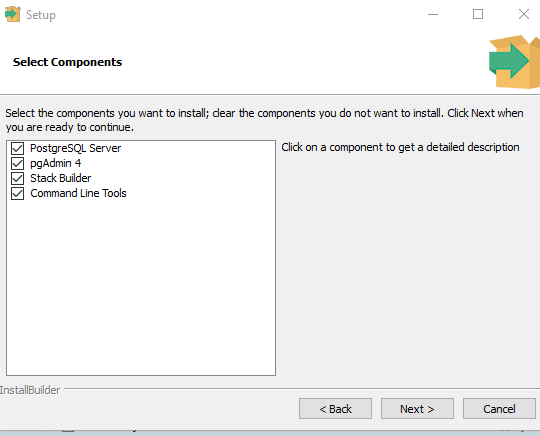 Setup
Select Components
Select the components you want to install; clear the components you do not want to install. Click Next when
you are ready to continue.
PostgreSQL Server
pgAdmin 4
Stack Builder
Command Line Tools
Click on a component to get a detailed description
InstallBuilder
< Back
Next >
Cancel